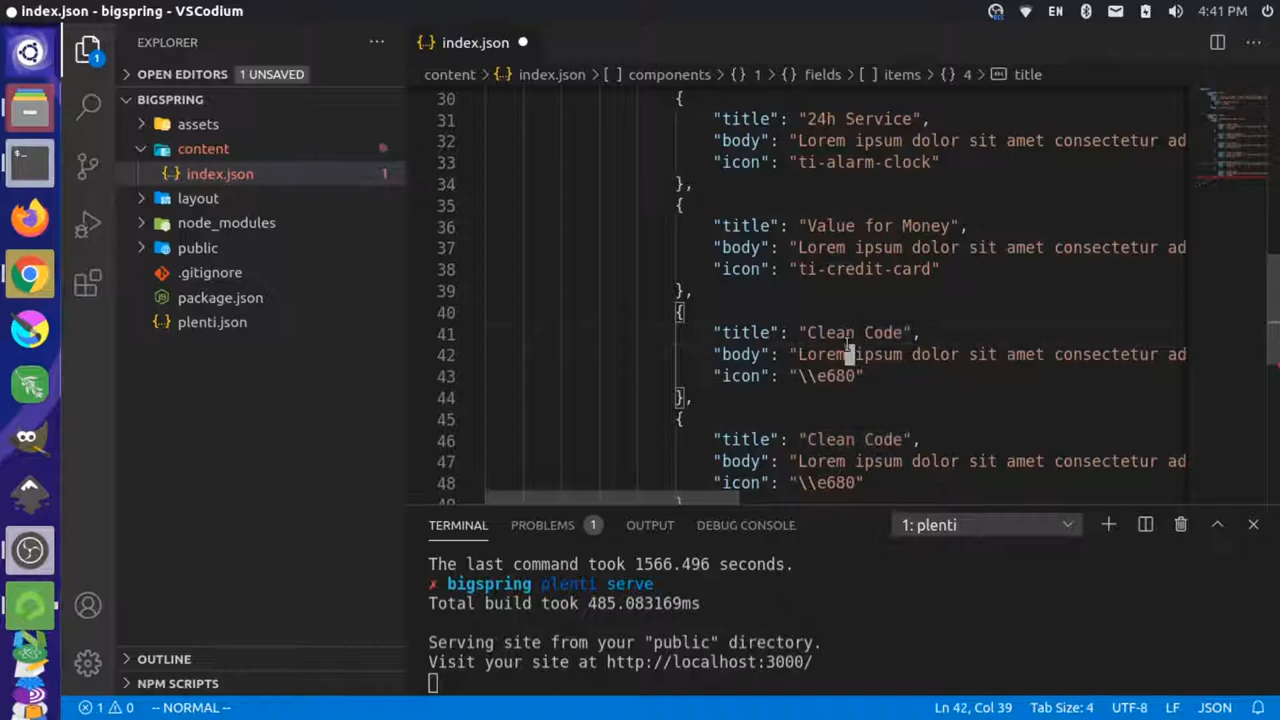 index.json - bigspring - VSCodium
EN
4:41 PM
EXPLORER
index.json
OPEN EDITORS 1 UNSAVED
content > index.json > [ ] components > {} 1 > {} fields > [ ] items > {} 4 > title
BIGSPRING
assets
content
index.json 1
layout
node_modules
public
.gitignore
package.json
plenti.json
30 {
31 "title": "24h Service",
32 "body": "Lorem ipsum dolor sit amet consectetur ad
33 "icon": "ti-alarm-clock"
34 },
35 {
36 "title": "Value for Money",
37 "body": "Lorem ipsum dolor sit amet consectetur ad
38 "icon": "ti-credit-card"
39 },
40 {
41 "title": "Clean Code",
42 "body": "Lorem ipsum dolor sit amet consectetur ad
43 "icon": "\\e680"
44 },
45 {
46 "title": "Clean Code",
47 "body": "Lorem ipsum dolor sit amet consectetur ad
48 "icon": "\\e680"
TERMINAL PROBLEMS 1 OUTPUT DEBUG CONSOLE 1: plenti
The last command took 1566.496 seconds.
✗ bigspring plenti serve
Total build took 485.083169ms
Serving site from your "public" directory.
Visit your site at http://localhost:3000/
OUTLINE
NPM SCRIPTS
1 0 -- NORMAL -- Ln 42, Col 39 Tab Size: 4 UTF-8 LF JSON